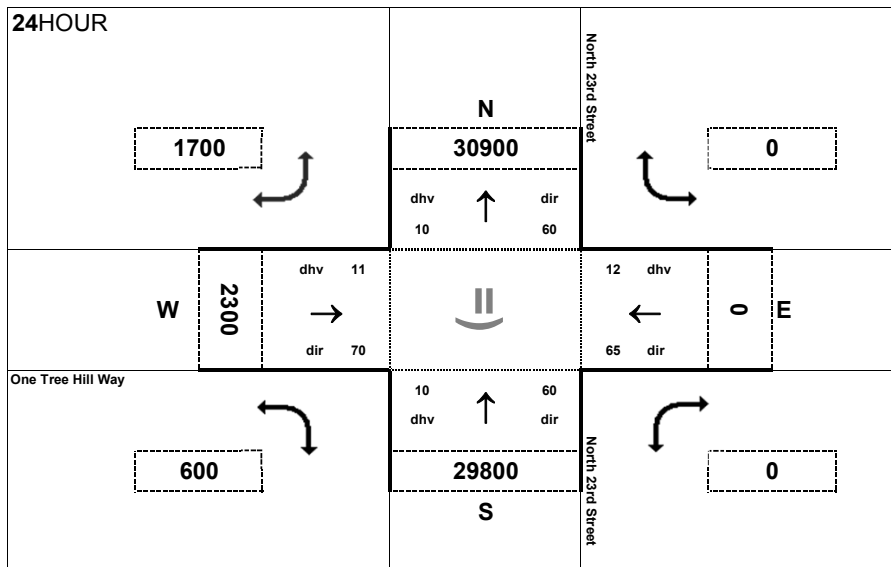 24HOUR
North 23rd Street
N
1700
30900
0
dhv
dir
10
60
dhv 11
12 dhv
W
2300
0
E
dir 70
65 dir
One Tree Hill Way
10
60
dhv
dir
600
29800
0
North 23rd Street
S